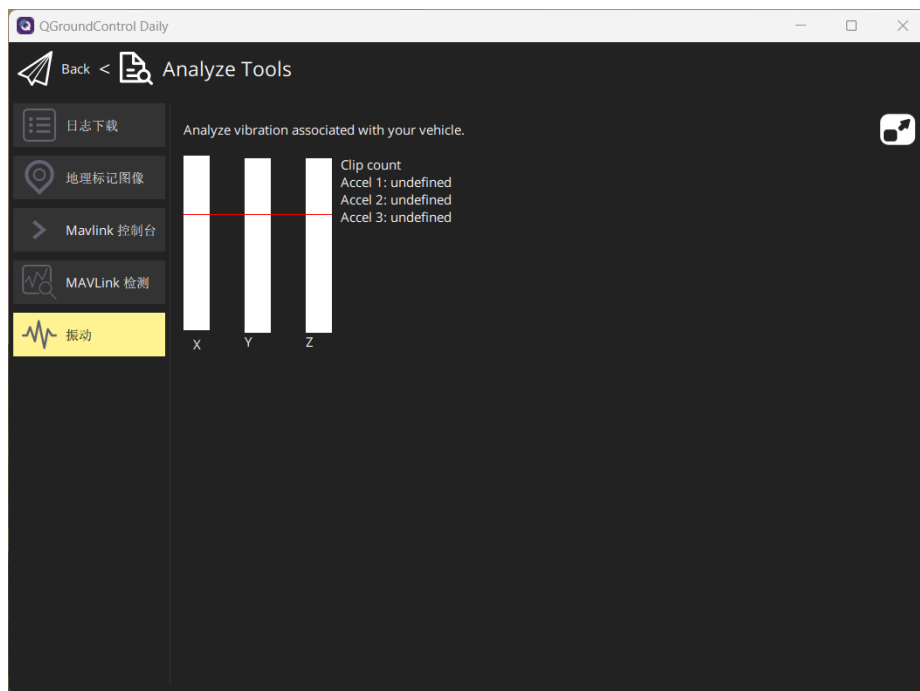 QGroundControl Daily
Back < Analyze Tools
日志下载
地理标记图像
Mavlink 控制台
MAVLink 检测
振动
Analyze vibration associated with your vehicle.
Clip count
Accel 1: undefined
Accel 2: undefined
Accel 3: undefined
X Y Z